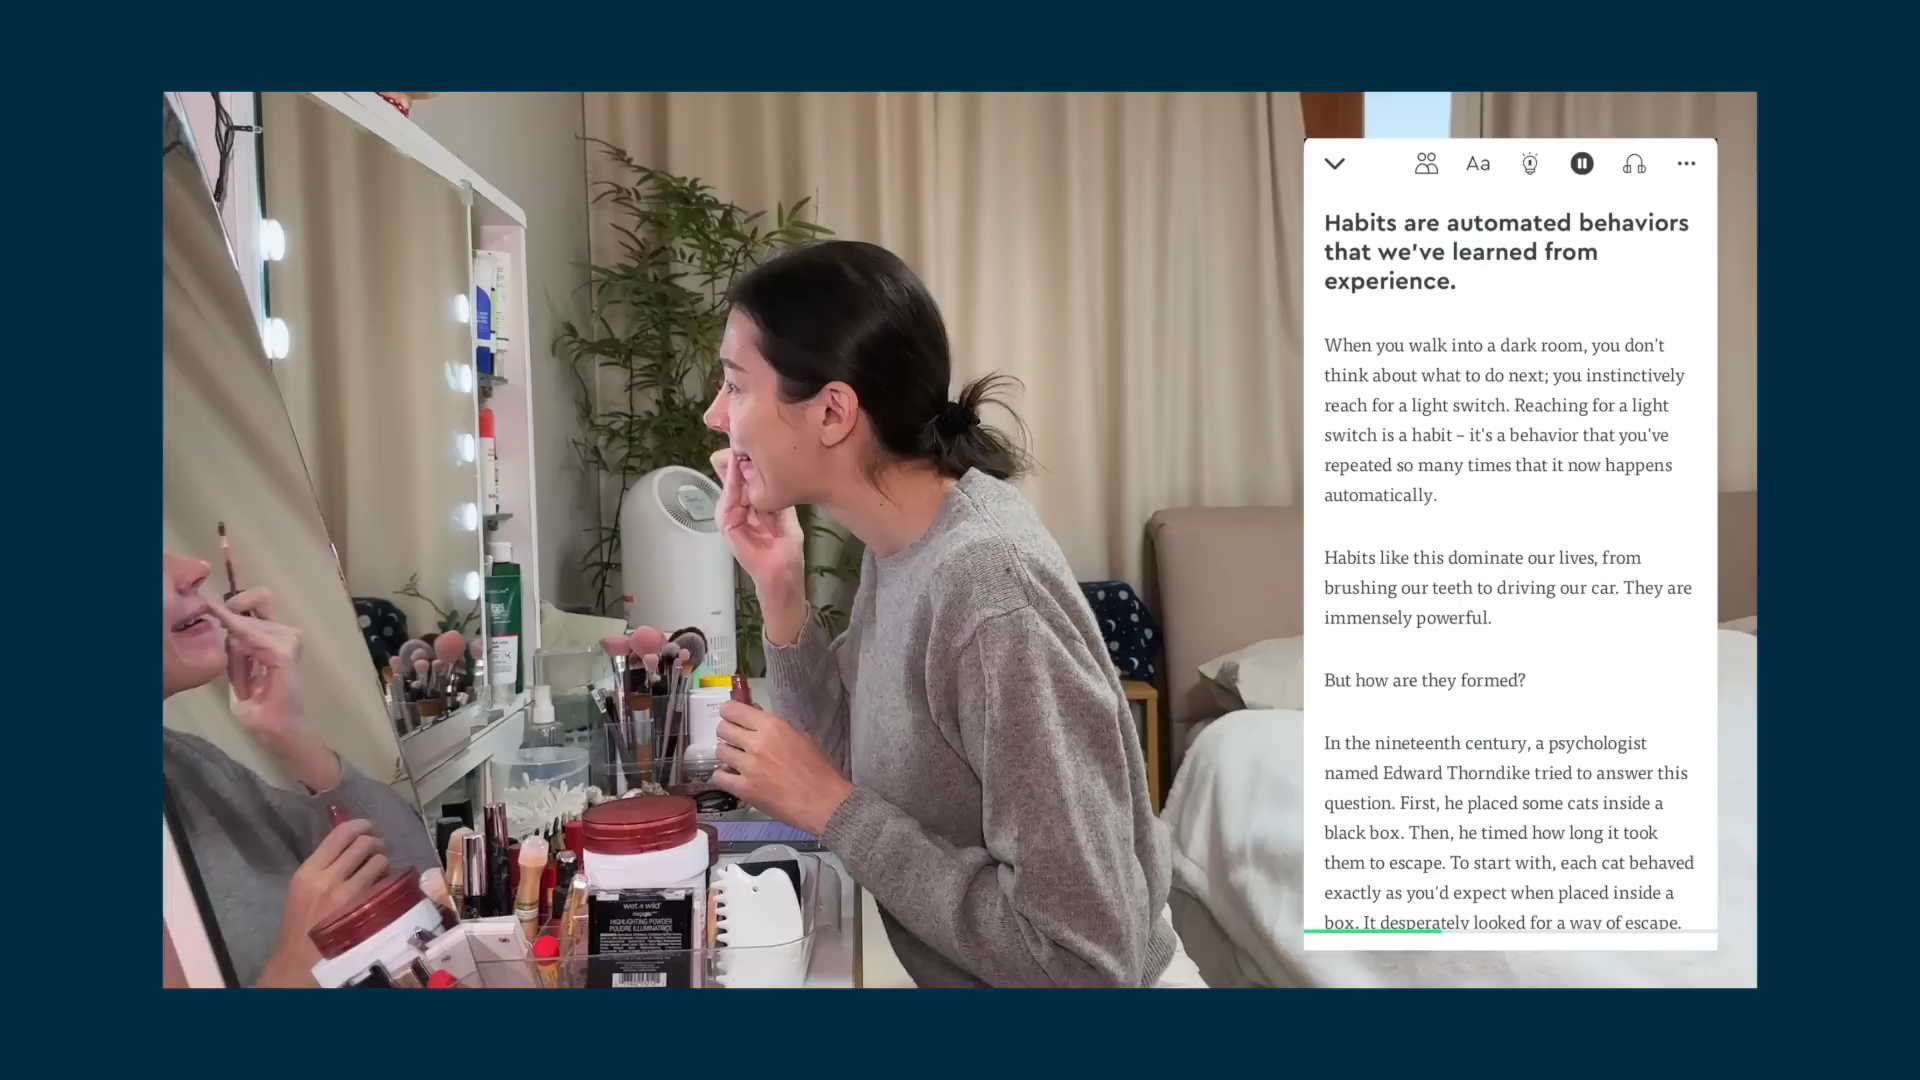 Aa
Habits are automated behaviors
that we've learned from
experience.
When you walk into a dark room, you don't
think about what to do next; you instinctively
reach for a light switch. Reaching for a light
switch is a habit – it's a behavior that you've
repeated so many times that it now happens
automatically.
Habits like this dominate our lives, from
brushing our teeth to driving our car. They are
immensely powerful.
But how are they formed?
In the nineteenth century, a psychologist
named Edward Thorndike tried to answer this
question. First, he placed some cats inside a
black box. Then, he timed how long it took
them to escape. To start with, each cat behaved
exactly as you'd expect when placed inside a
box. It desperately looked for a way of escape.
wet n wild
HIGHLIGHTING POWDER
POUDRE ILLUMINATRICE